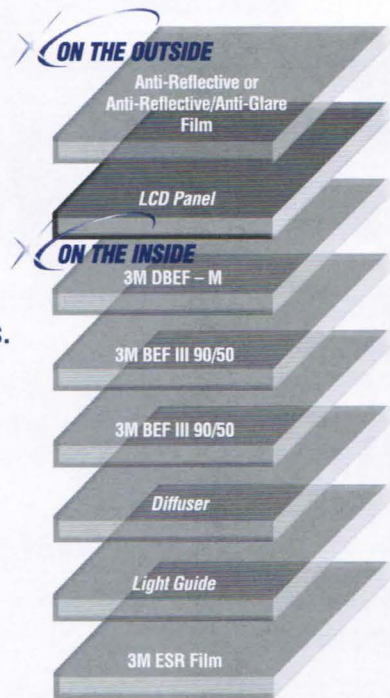 ON THE OUTSIDE
Anti-Reflective or
Anti-Reflective/Anti-Glare
Film
LCD Panel
ON THE INSIDE
3M DBEF – M
3M BEF III 90/50
3M BEF III 90/50
Diffuser
Light Guide
3M ESR Film